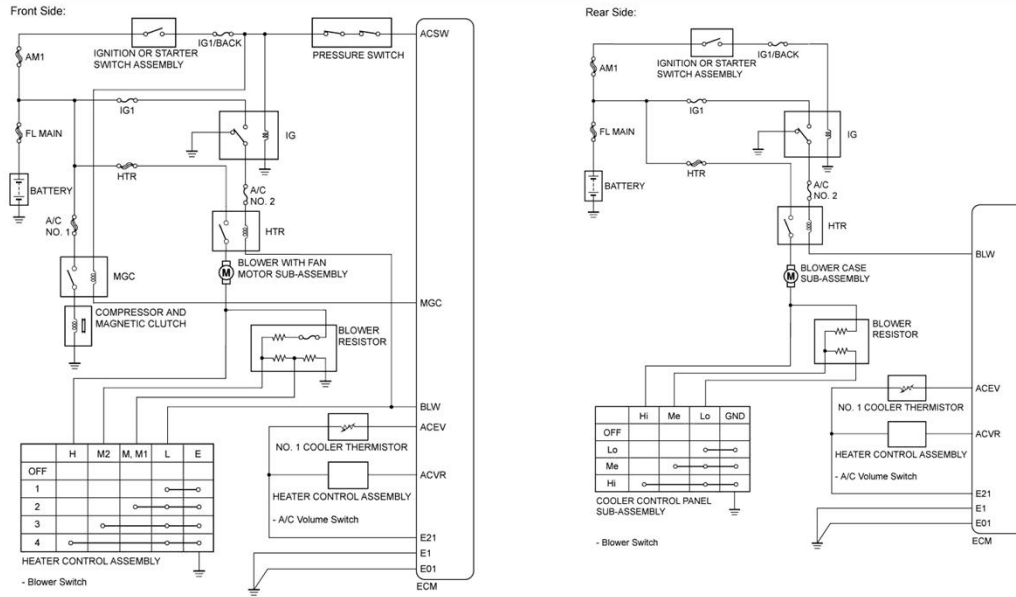 Front Side:
ACSW
IGNITION OR STARTER
SWITCH ASSEMBLY
IG1/BACK
PRESSURE SWITCH
AM1
IG1
FL MAIN
IG
HTR
BATTERY
A/C
NO. 2
A/C
NO. 1
HTR
MGC
BLOWER WITH FAN
MOTOR SUB-ASSEMBLY
M
MGC
COMPRESSOR AND
MAGNETIC CLUTCH
BLOWER
RESISTOR
BLW
ACEV
NO. 1 COOLER THERMISTOR
H M2 M, M1 L E
OFF
1
2
3
4
ACVR
HEATER CONTROL ASSEMBLY
- A/C Volume Switch
E21
E1
E01
ECM
HEATER CONTROL ASSEMBLY
- Blower Switch
Rear Side:
IGNITION OR STARTER
SWITCH ASSEMBLY
IG1/BACK
AM1
IG1
FL MAIN
IG
HTR
BATTERY
A/C
NO. 2
HTR
BLW
BLOWER CASE
SUB-ASSEMBLY
M
BLOWER
RESISTOR
ACEV
NO. 1 COOLER THERMISTOR
Hi Me Lo GND
OFF
Lo
Me
Hi
ACVR
HEATER CONTROL ASSEMBLY
- A/C Volume Switch
COOLER CONTROL PANEL
SUB-ASSEMBLY
E21
E1
E01
ECM
- Blower Switch